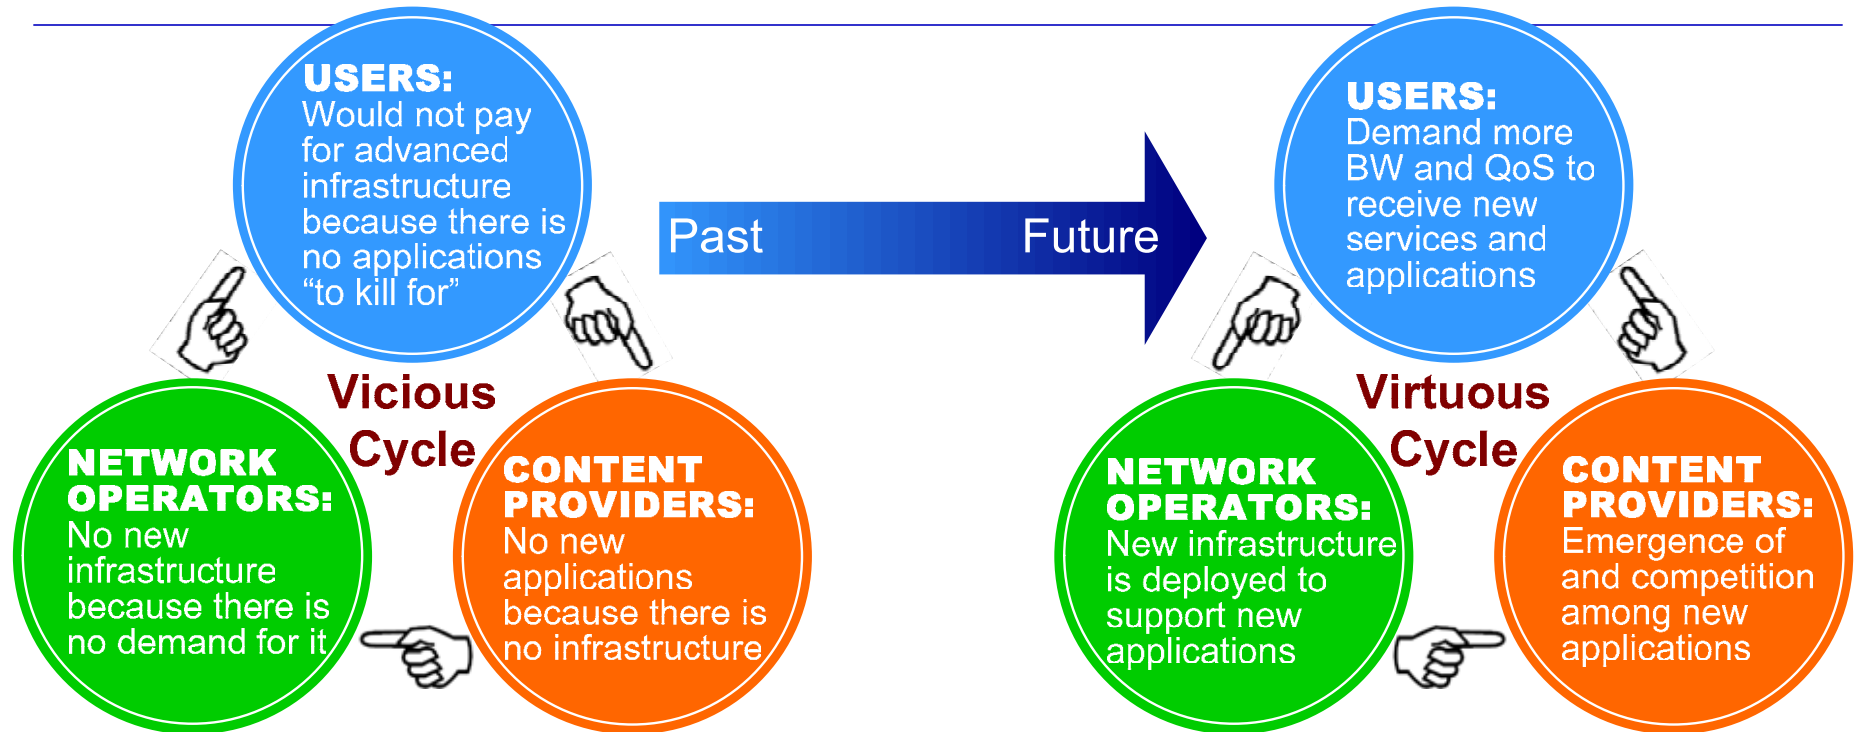 USERS:
Would not pay
for advanced
infrastructure
because there is
no applications
“to kill for”
Vicious
Cycle
NETWORK
OPERATORS:
No new
infrastructure
because there is
no demand for it
CONTENT
PROVIDERS:
No new
applications
because there is
no infrastructure
Past
Future
USERS:
Demand more
BW and QoS to
receive new
services and
applications
Virtuous
Cycle
NETWORK
OPERATORS:
New infrastructure
is deployed to
support new
applications
CONTENT
PROVIDERS:
Emergence of
and competition
among new
applications